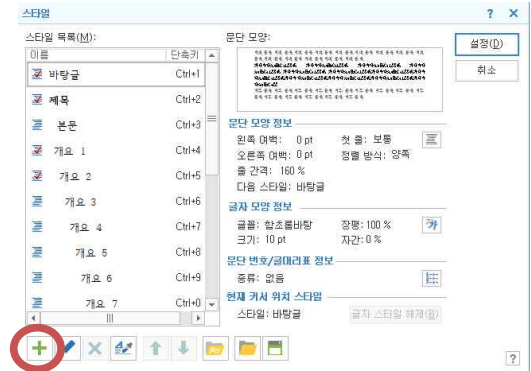 스타일
? ×
스타일 목록(M):
이름 단축키
바탕글 Ctrl+1
제목 Ctrl+2
본문 Ctrl+3
개요 1 Ctrl+4
개요 2 Ctrl+5
개요 3 Ctrl+6
개요 4 Ctrl+7
개요 5 Ctrl+8
개요 6 Ctrl+9
개요 7 Ctrl+0
문단 모양:
문단 모양 정보
왼쪽 여백: 0 pt 첫 줄: 보통
오른쪽 여백: 0 pt 정렬 방식: 양쪽
줄 간격: 160 %
다음 스타일: 바탕글
글자 모양 정보
글꼴: 함초롬바탕 장평: 100 %
크기: 10 pt 자간: 0 %
가
문단 번호/글머리표 정보
종류: 없음
현재 커서 위치 스타일
스타일: 바탕글 글자 스타일 해제(B)
설정(D)
취소
?